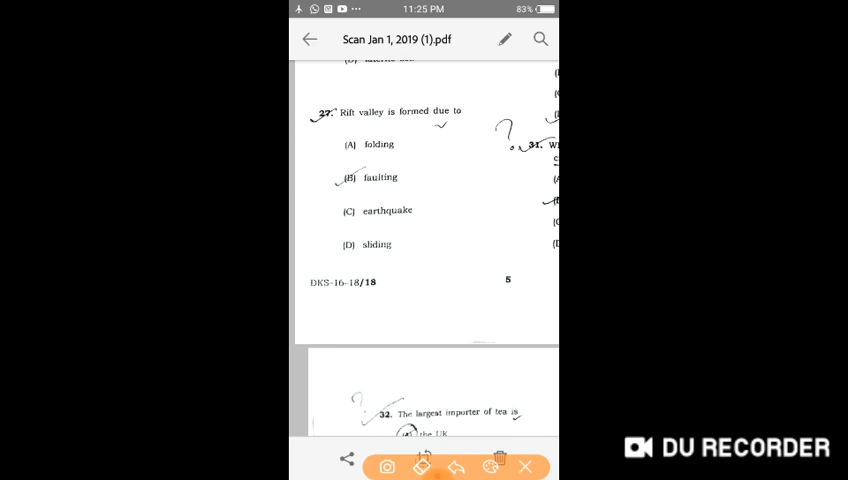 11:25 PM
83%
Scan Jan 1, 2019 (1).pdf
27. Rift valley is formed due to
(A) folding
(B) faulting
(C) earthquake
(D) sliding
DKS-16-18/18
5
?
31.
?
32. The largest importer of tea is
the UK
DU RECORDER